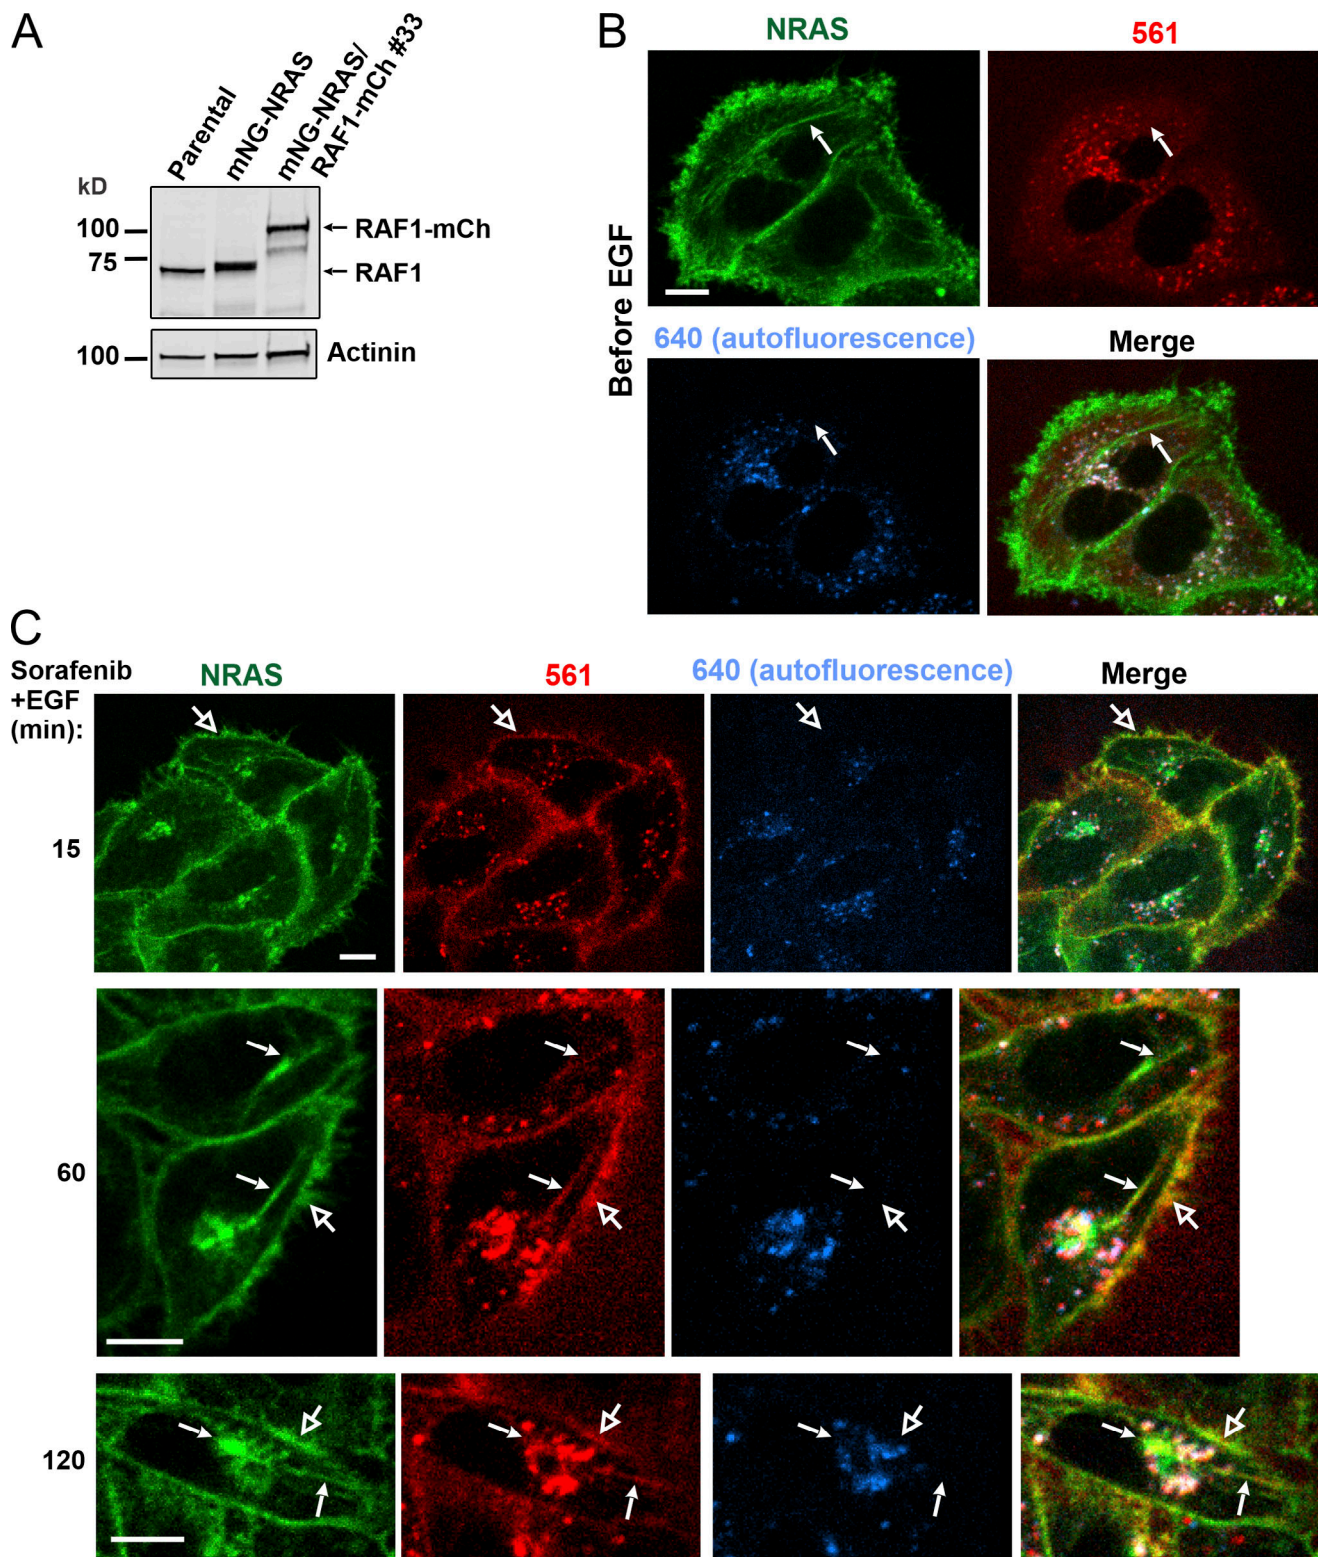 A
Parental
mNG-NRAS
mNG-NRAS/
RAF1-mCh #33
kD
100
75
RAF1-mCh
RAF1
100
Actinin
B
NRAS
561
Before EGF
640 (autofluorescence)
Merge
C
Sorafenib
+EGF
(min):
NRAS
561
640 (autofluorescence)
Merge
15
60
120